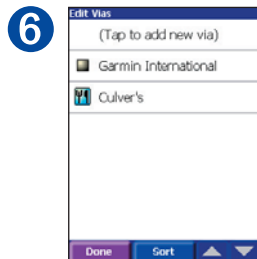 6
Edit Vias
(Tap to add new via)
Garmin International
Culver's
Done Sort